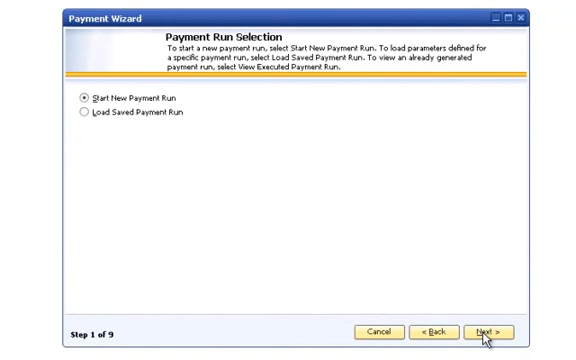 Payment Wizard
Payment Run Selection
To start a new payment run, select Start New Payment Run. To load parameters defined for
a specific payment run, select Load Saved Payment Run. To view an already generated
payment run, select View Executed Payment Run.
Start New Payment Run
Load Saved Payment Run
Step 1 of 9
Cancel
< Back
Next >